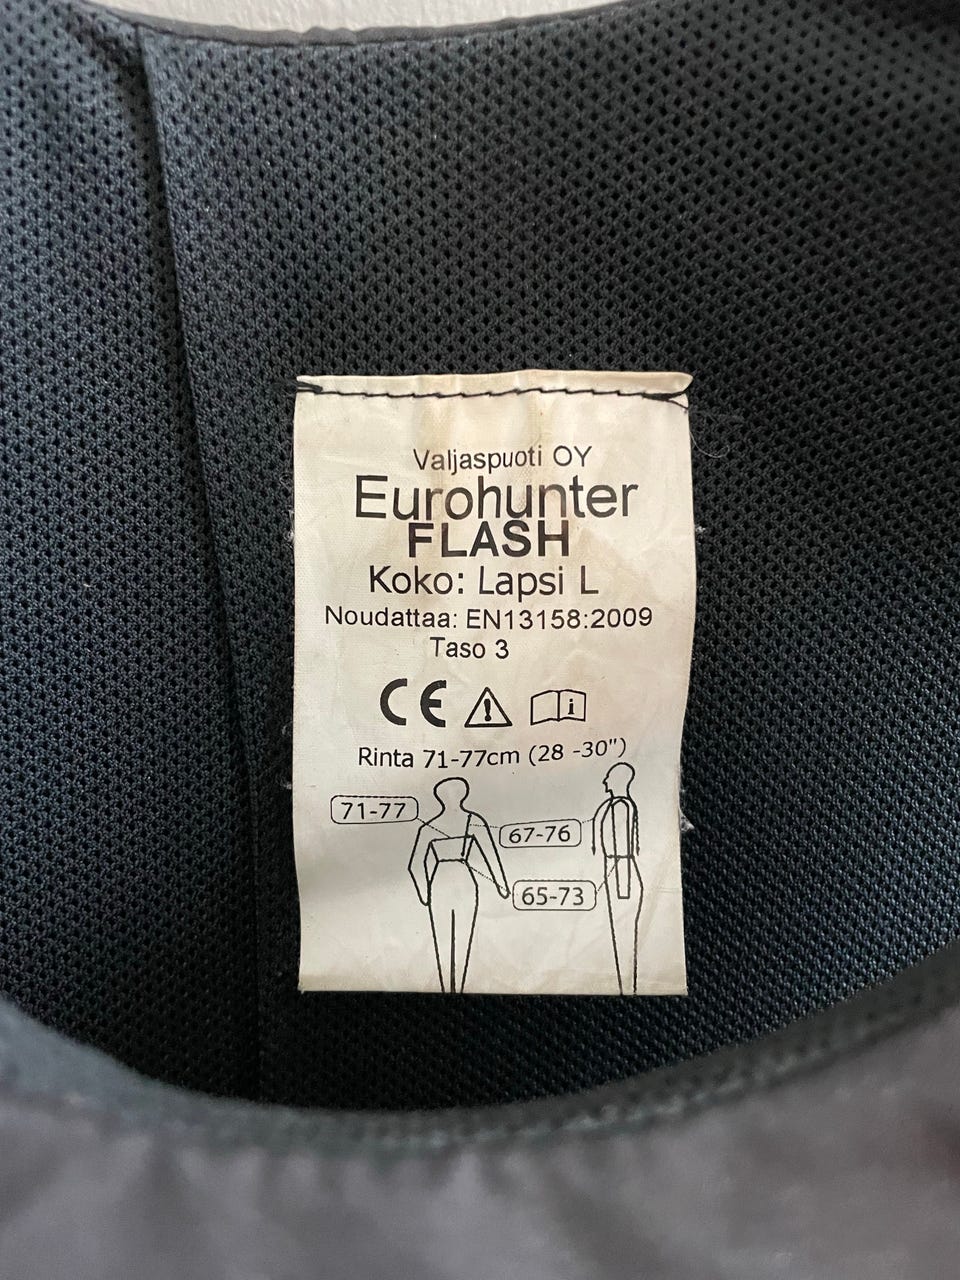 Valjaspuoti OY
Eurohunter
FLASH
Koko: Lapsi L
Noudattaa: EN13158:2009
Taso 3
CE
Rinta 71-77cm (28 -30")
71-77
67-76
65-73